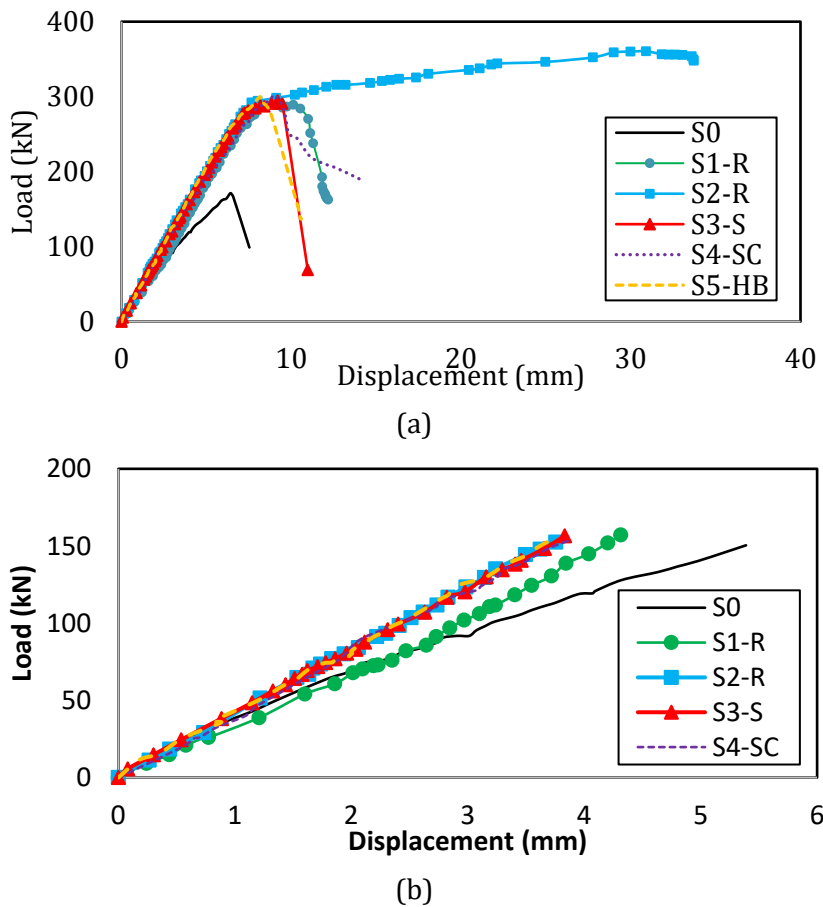 400
300
200
100
0
Load (kN)
S0
S1-R
S2-R
S3-S
S4-SC
S5-HB
0 10 20 30 40
Displacement (mm)
(a)
200
150
100
50
0
Load (kN)
S0
S1-R
S2-R
S3-S
S4-SC
0 1 2 3 4 5 6
Displacement (mm)
(b)